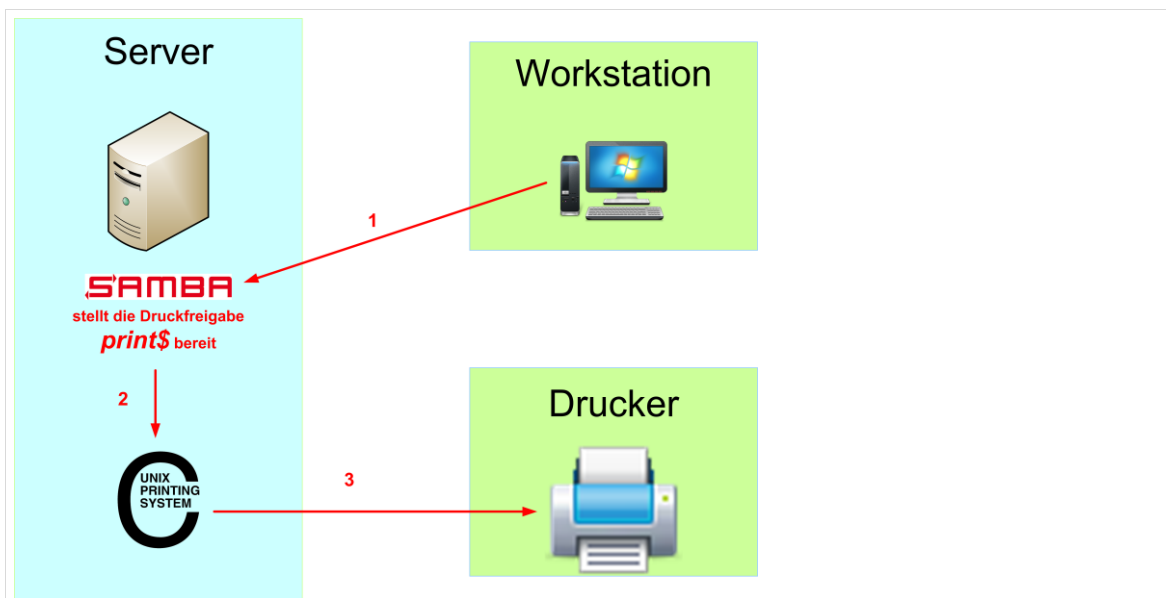 Server
Workstation
1
SAMBA
stellt die Druckfreigabe
print$ bereit
2
Drucker
C
UNIX
PRINTING
SYSTEM
3